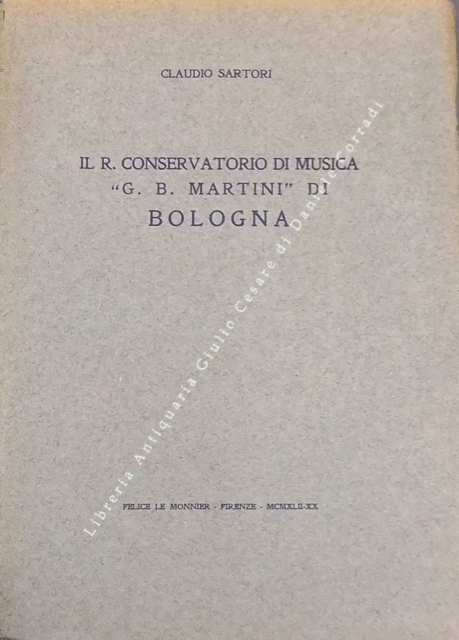 CLAUDIO SARTORI
IL R. CONSERVATORIO DI MUSICA
"G. B. MARTINI" DI
BOLOGNA
Libreria Antiquaria Giulio Cesare di Daniele Corradi
FELICE LE MONNIER - FIRENZE - MCMXLII-XX